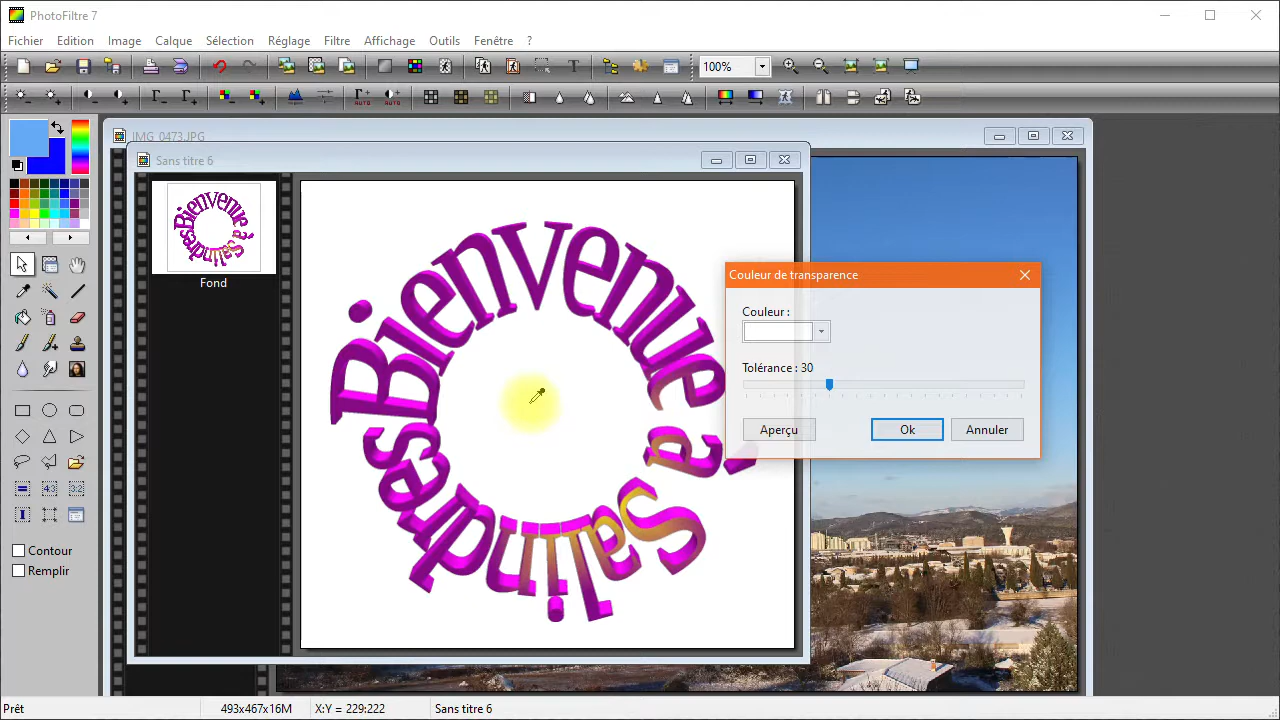 PhotoFiltre 7
Fichier Edition Image Calque Sélection Réglage Filtre Affichage Outils Fenêtre ?
100%
AUTO AUTO
IMG_0473.JPG
Sans titre 6
Fond
Bienvenue à Salindres
Couleur de transparence
Couleur :
Tolérance : 30
Aperçu Ok Annuler
Contour
Remplir
Prêt 493x467x16M X:Y = 229;222 Sans titre 6